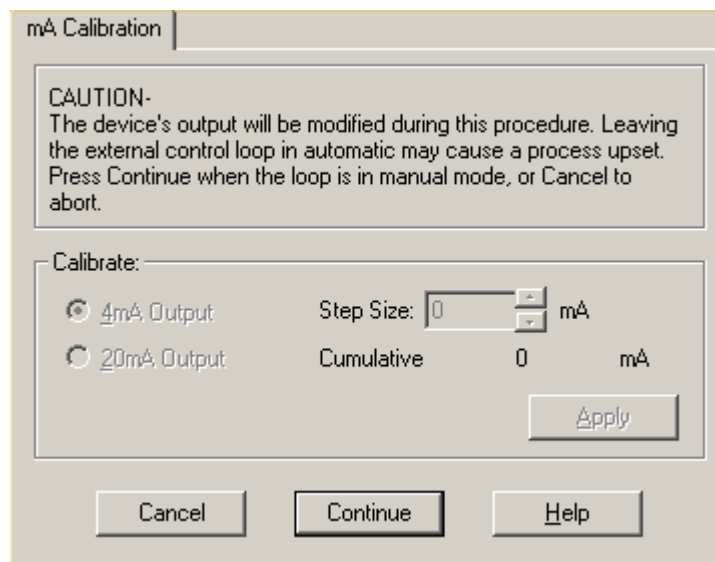 mA Calibration
CAUTION-
The device's output will be modified during this procedure. Leaving
the external control loop in automatic may cause a process upset.
Press Continue when the loop is in manual mode, or Cancel to
abort.
Calibrate:
4mA Output
Step Size: 0 mA
20mA Output
Cumulative 0 mA
Apply
Cancel
Continue
Help